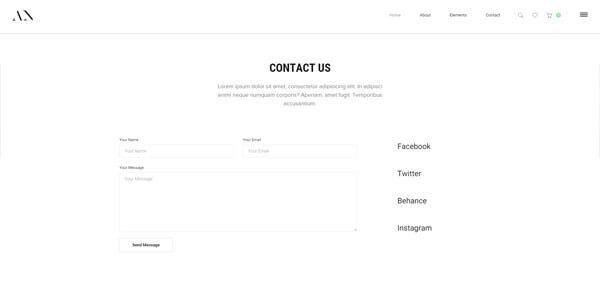 Home About Elements Contact
CONTACT US
Lorem ipsum dolor sit amet, consectetur adipisicing elit. In adipisci
animi neque numquam corporis? Aperiam, amet fugit. Temporibus
accusantium.
Your Name Your Email
Your Name Your Email
Your Message
Your Message
Facebook
Twitter
Behance
Instagram
Send Message